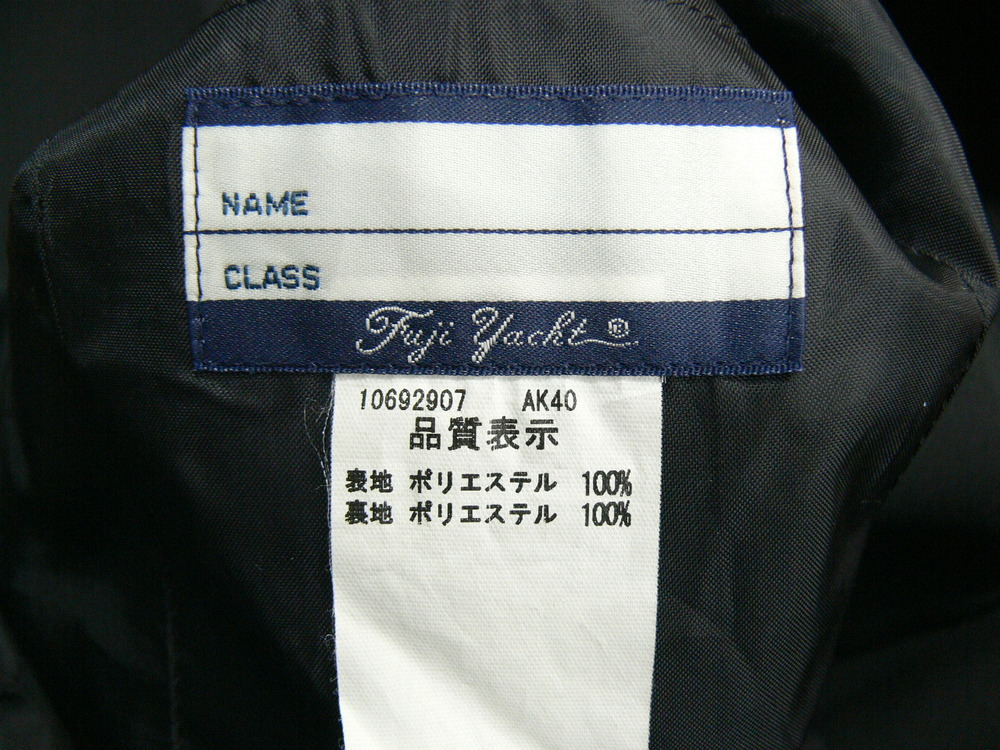 NAME
CLASS
Fuji Yacht®
10692907 AK40
品質表示
表地 ポリエステル 100%
裏地 ポリエステル 100%